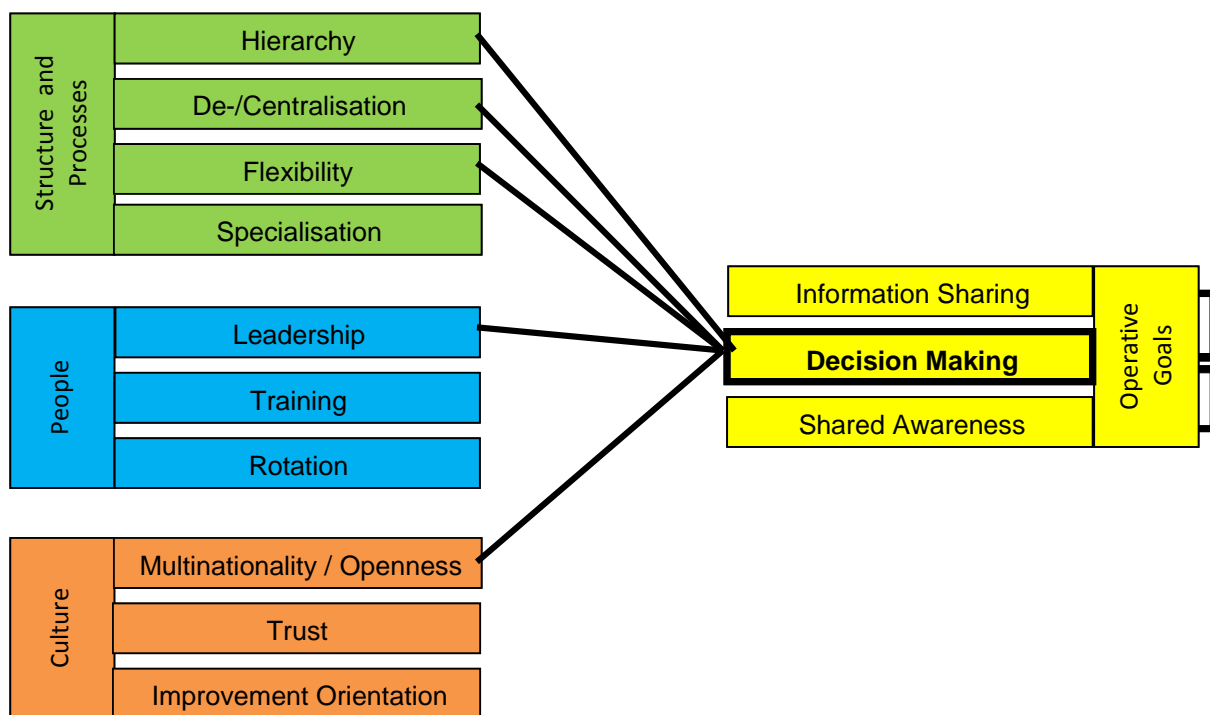 Structure and
Processes
Hierarchy
De-/Centralisation
Flexibility
Specialisation
People
Leadership
Training
Rotation
Culture
Multinationality / Openness
Trust
Improvement Orientation
Information Sharing
Decision Making
Shared Awareness
Operative
Goals